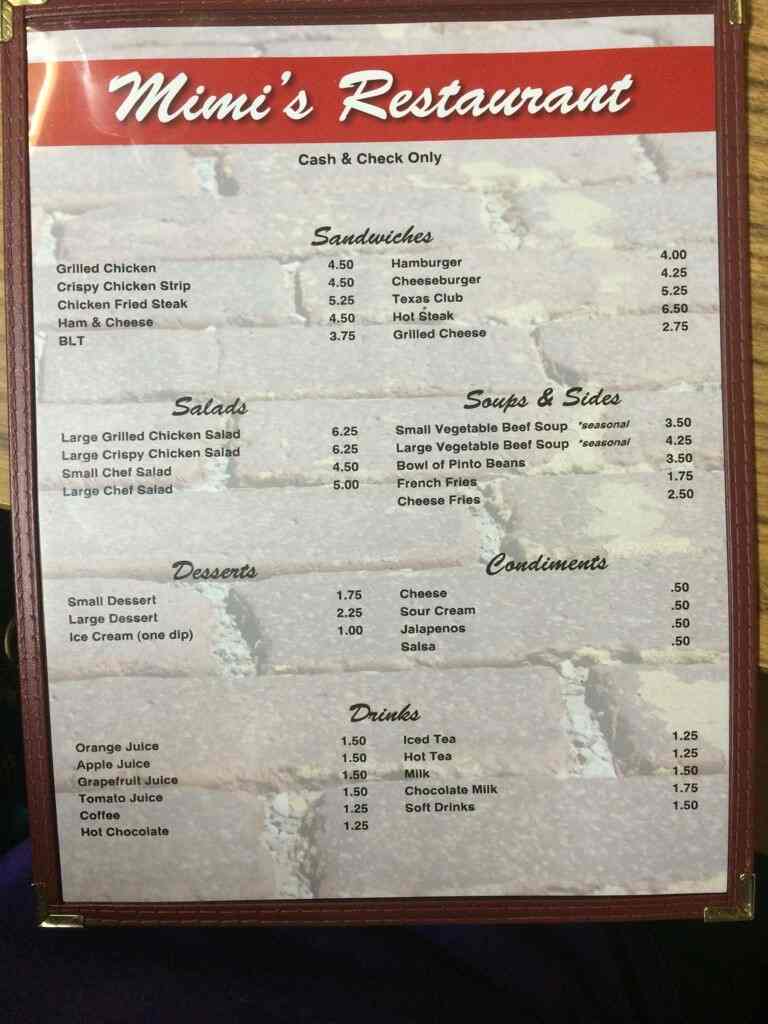 Mimi's Restaurant
Cash & Check Only
Sandwiches
Grilled Chicken 4.50
Crispy Chicken Strip 4.50
Chicken Fried Steak 5.25
Ham & Cheese 4.50
BLT 3.75
Hamburger 4.00
Cheeseburger 4.25
Texas Club 5.25
Hot Steak 6.50
Grilled Cheese 2.75
Salads
Large Grilled Chicken Salad 6.25
Large Crispy Chicken Salad 6.25
Small Chef Salad 4.50
Large Chef Salad 5.00
Soups & Sides
Small Vegetable Beef Soup *seasonal 3.50
Large Vegetable Beef Soup *seasonal 4.25
Bowl of Pinto Beans 3.50
French Fries 1.75
Cheese Fries 2.50
Desserts
Small Dessert 1.75
Large Dessert 2.25
Ice Cream (one dip) 1.00
Condiments
Cheese .50
Sour Cream .50
Jalapenos .50
Salsa .50
Drinks
Orange Juice 1.50
Apple Juice 1.50
Grapefruit Juice 1.50
Tomato Juice 1.50
Coffee 1.25
Hot Chocolate 1.25
Iced Tea 1.25
Hot Tea 1.25
Milk 1.50
Chocolate Milk 1.75
Soft Drinks 1.50